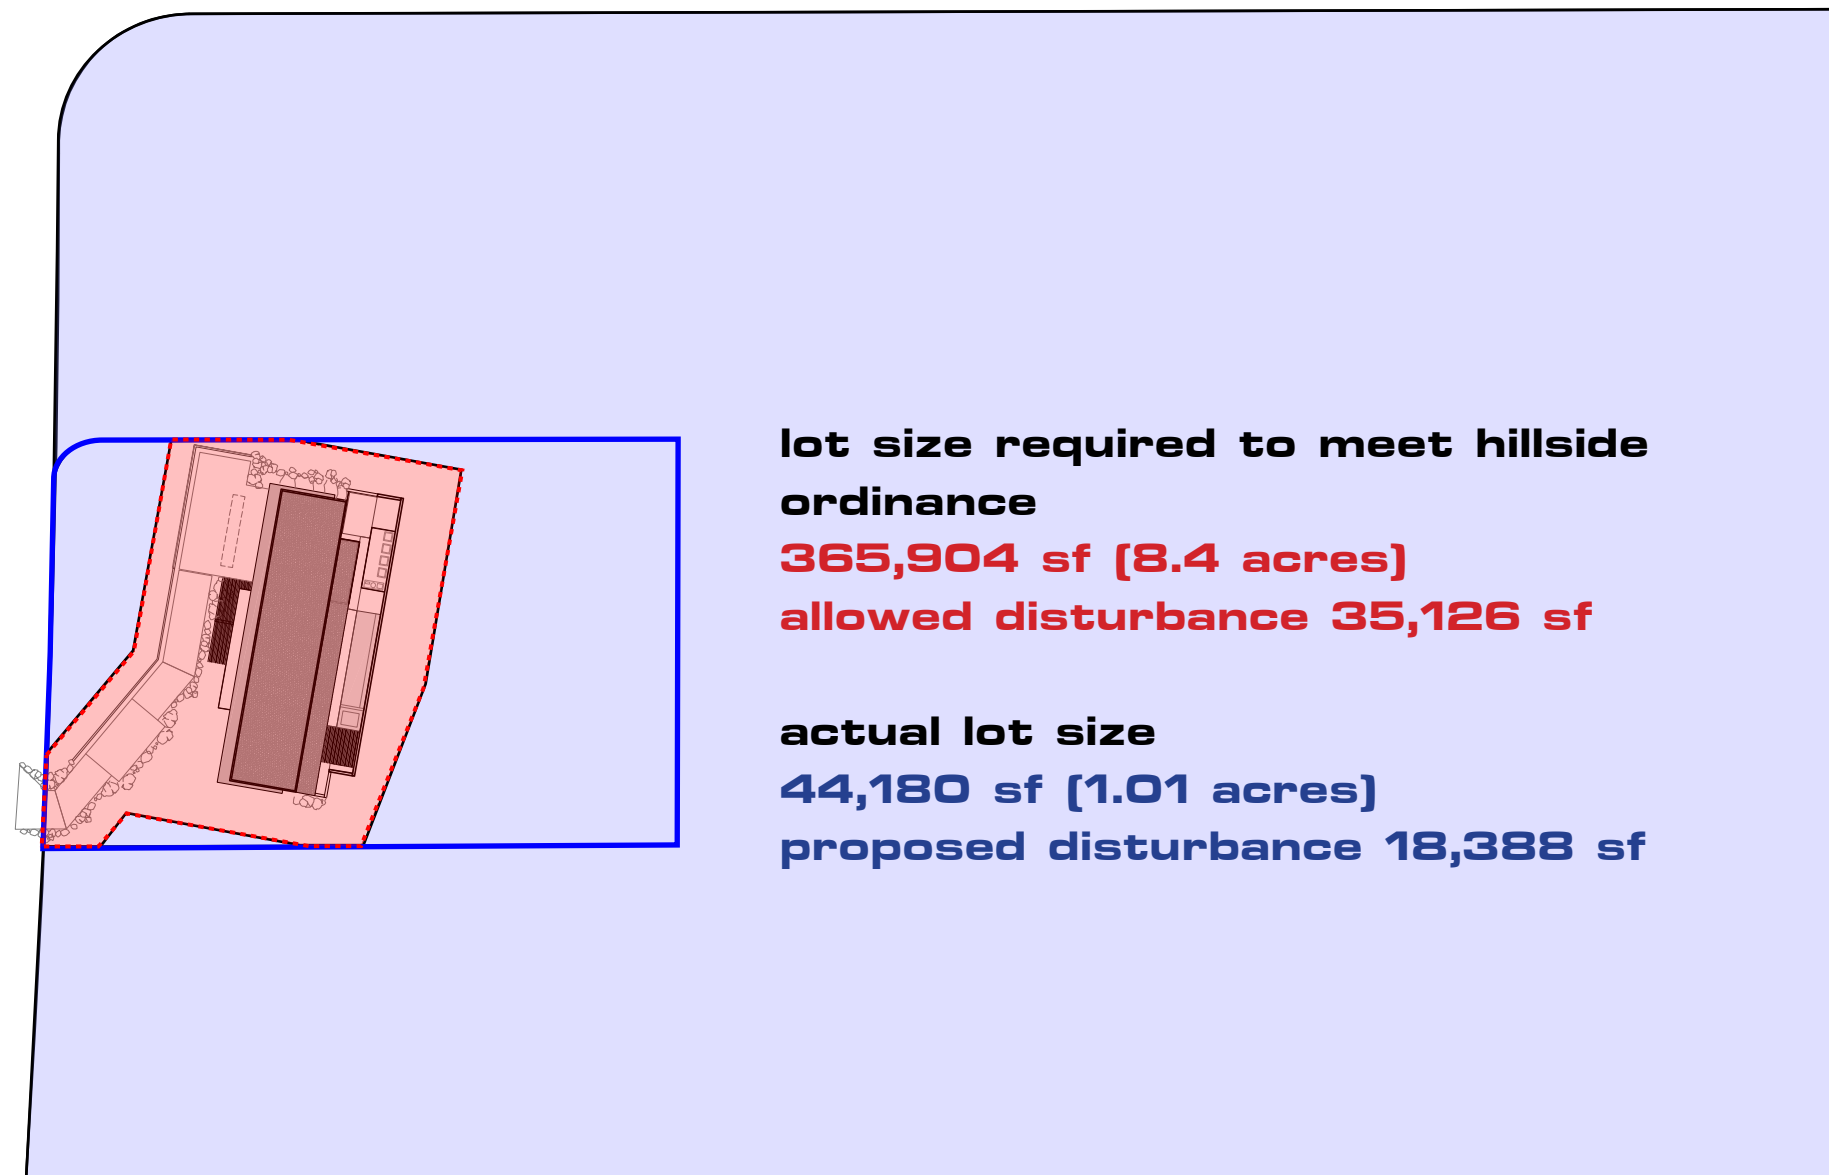 lot size required to meet hillside
ordinance
365,904 sf (8.4 acres)
allowed disturbance 35,126 sf
actual lot size
44,180 sf (1.01 acres)
proposed disturbance 18,388 sf